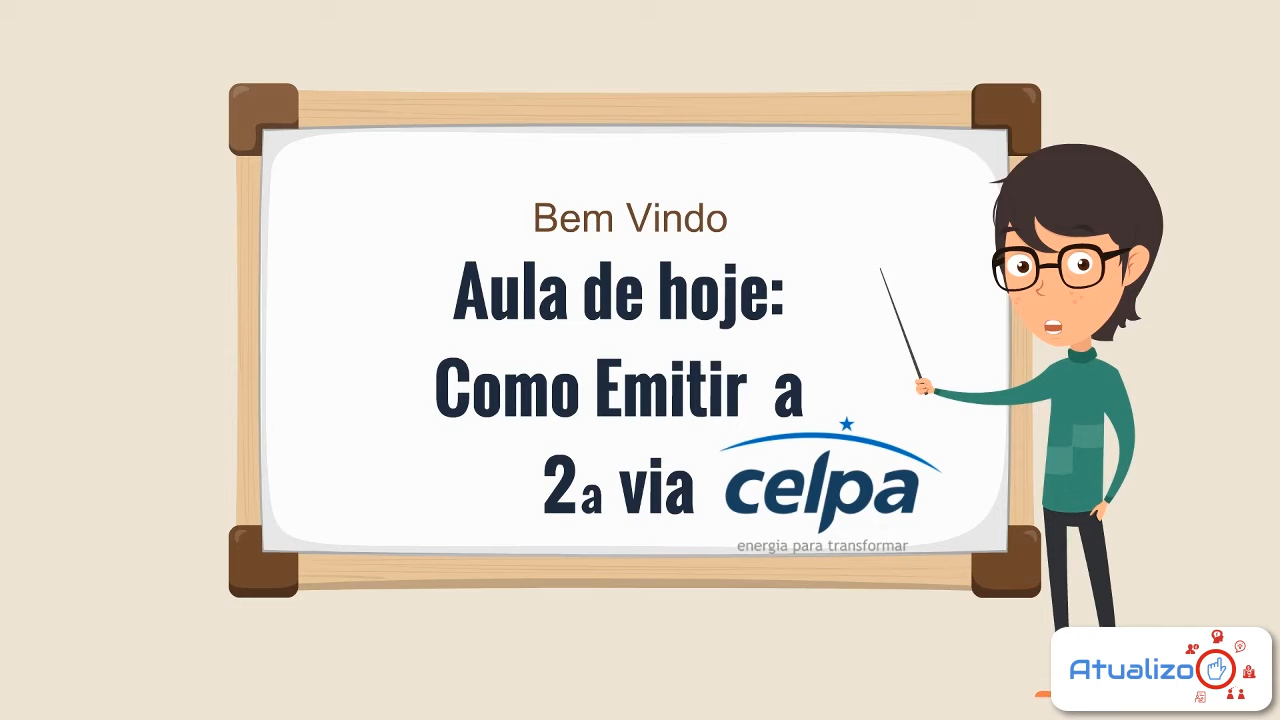 Bem Vindo
Aula de hoje:
Como Emitir a
2a via celpa
energia para transformar
Atualizo